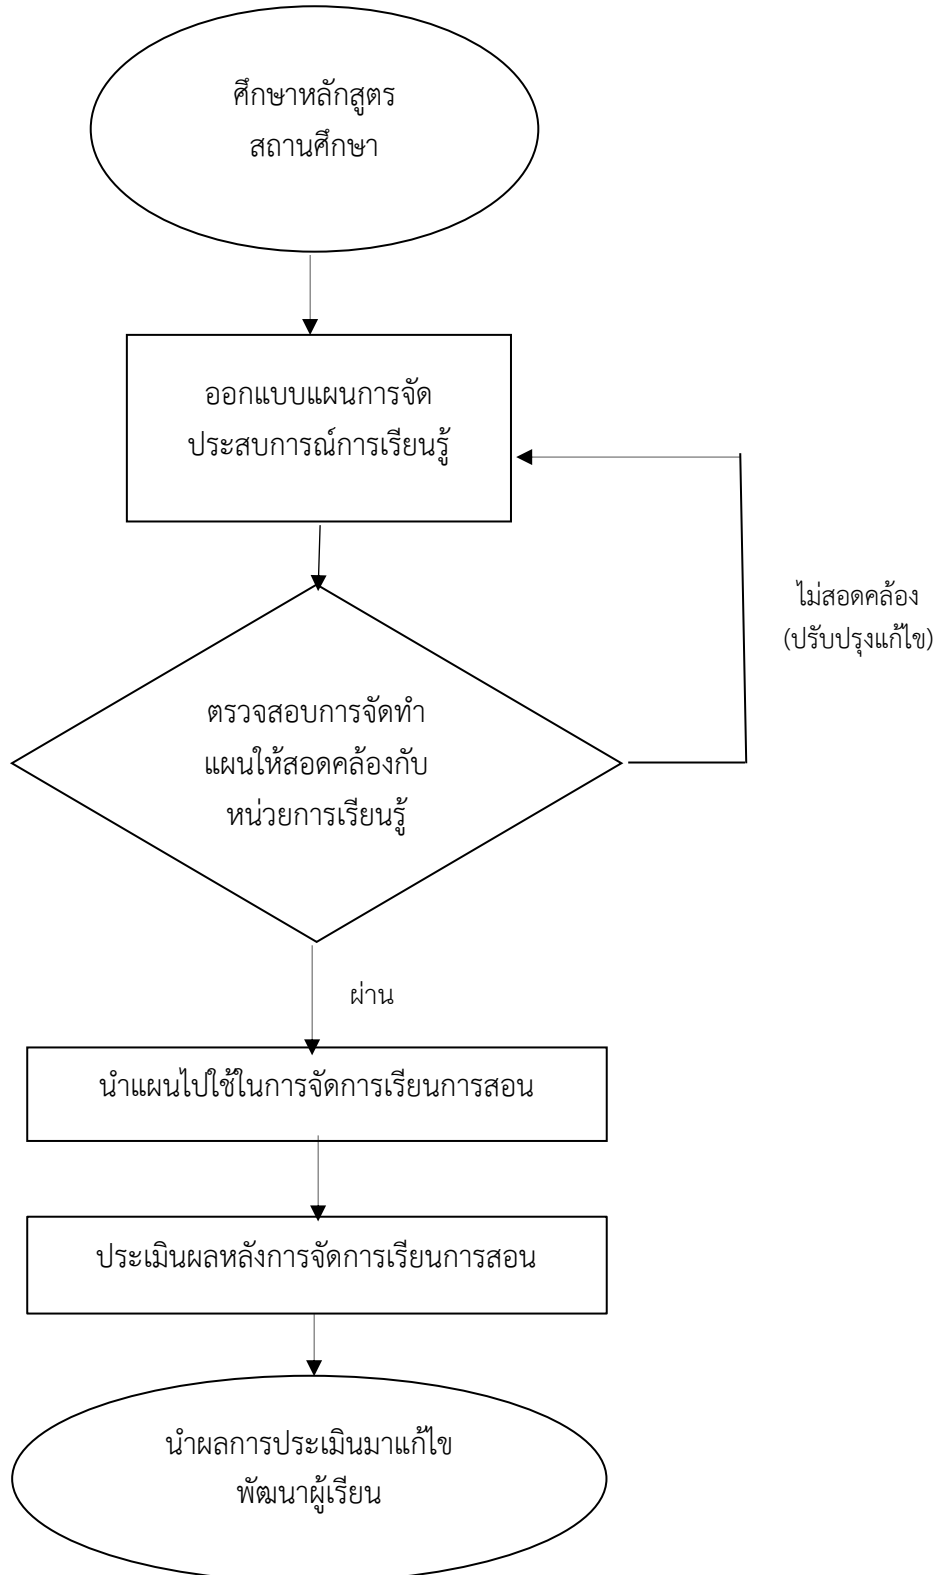 ศึกษาหลักสูตร
สถานศึกษา
ออกแบบแผนการจัด
ประสบการณ์การเรียนรู้
ไม่สอดคล้อง
(ปรับปรุงแก้ไข)
ตรวจสอบการจัดทำ
แผนให้สอดคล้องกับ
หน่วยการเรียนรู้
ผ่าน
นำแผนไปใช้ในการจัดการเรียนการสอน
ประเมินผลหลังการจัดการเรียนการสอน
นำผลการประเมินมาแก้ไข
พัฒนาผู้เรียน